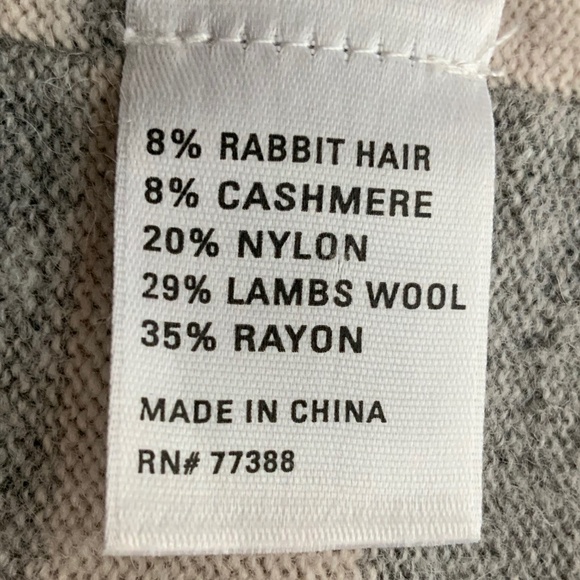 8% RABBIT HAIR
8% CASHMERE
20% NYLON
29% LAMBS WOOL
35% RAYON
MADE IN CHINA
RN# 77388